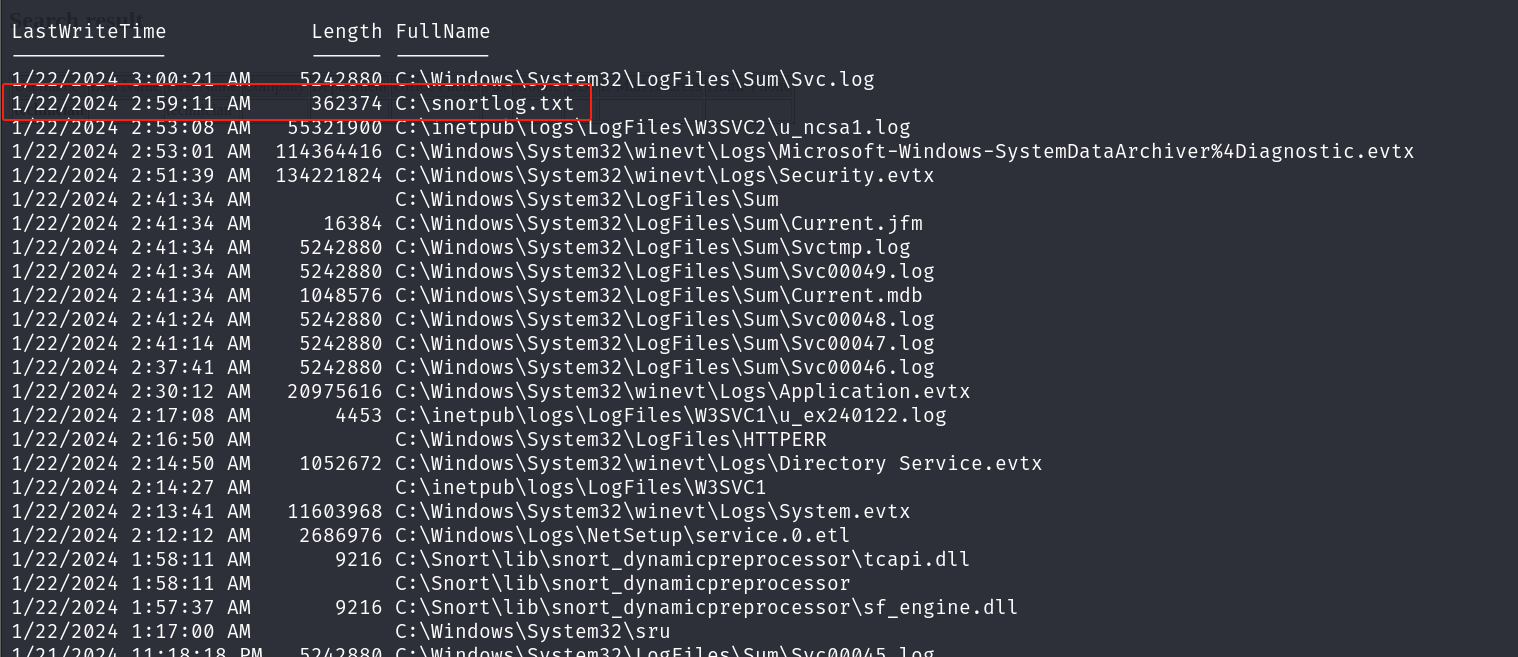 Search result
LastWriteTime Length FullName
1/22/2024 3:00:21 AM 5242880 C:\Windows\System32\LogFiles\Sum\Svc.log
1/22/2024 2:59:11 AM 362374 C:\snortlog.txt
1/22/2024 2:53:08 AM 55321900 C:\inetpub\logs\LogFiles\W3SVC2\u_ncsa1.log
1/22/2024 2:53:01 AM 114364416 C:\Windows\System32\winevt\Logs\Microsoft-Windows-SystemDataArchiver%4Diagnostic.evtx
1/22/2024 2:51:39 AM 134221824 C:\Windows\System32\winevt\Logs\Security.evtx
1/22/2024 2:41:34 AM C:\Windows\System32\LogFiles\Sum
1/22/2024 2:41:34 AM 16384 C:\Windows\System32\LogFiles\Sum\Current.jfm
1/22/2024 2:41:34 AM 5242880 C:\Windows\System32\LogFiles\Sum\Svctmp.log
1/22/2024 2:41:34 AM 5242880 C:\Windows\System32\LogFiles\Sum\Svc00049.log
1/22/2024 2:41:34 AM 1048576 C:\Windows\System32\LogFiles\Sum\Current.mdb
1/22/2024 2:41:24 AM 5242880 C:\Windows\System32\LogFiles\Sum\Svc00048.log
1/22/2024 2:41:14 AM 5242880 C:\Windows\System32\LogFiles\Sum\Svc00047.log
1/22/2024 2:37:41 AM 5242880 C:\Windows\System32\LogFiles\Sum\Svc00046.log
1/22/2024 2:30:12 AM 20975616 C:\Windows\System32\winevt\Logs\Application.evtx
1/22/2024 2:17:08 AM 4453 C:\inetpub\logs\LogFiles\W3SVC1\u_ex240122.log
1/22/2024 2:16:50 AM C:\Windows\System32\LogFiles\HTTPERR
1/22/2024 2:14:50 AM 1052672 C:\Windows\System32\winevt\Logs\Directory Service.evtx
1/22/2024 2:14:27 AM C:\inetpub\logs\LogFiles\W3SVC1
1/22/2024 2:13:41 AM 11603968 C:\Windows\System32\winevt\Logs\System.evtx
1/22/2024 2:12:12 AM 2686976 C:\Windows\Logs\NetSetup\service.0.etl
1/22/2024 1:58:11 AM 9216 C:\Snort\lib\snort_dynamicpreprocessor\tcapi.dll
1/22/2024 1:58:11 AM C:\Snort\lib\snort_dynamicpreprocessor
1/22/2024 1:57:37 AM 9216 C:\Snort\lib\snort_dynamicpreprocessor\sf_engine.dll
1/22/2024 1:17:00 AM C:\Windows\System32\sru
1/21/2024 11:18:18 PM 5242880 C:\Windows\System32\LogFiles\Sum\Svc00045.log